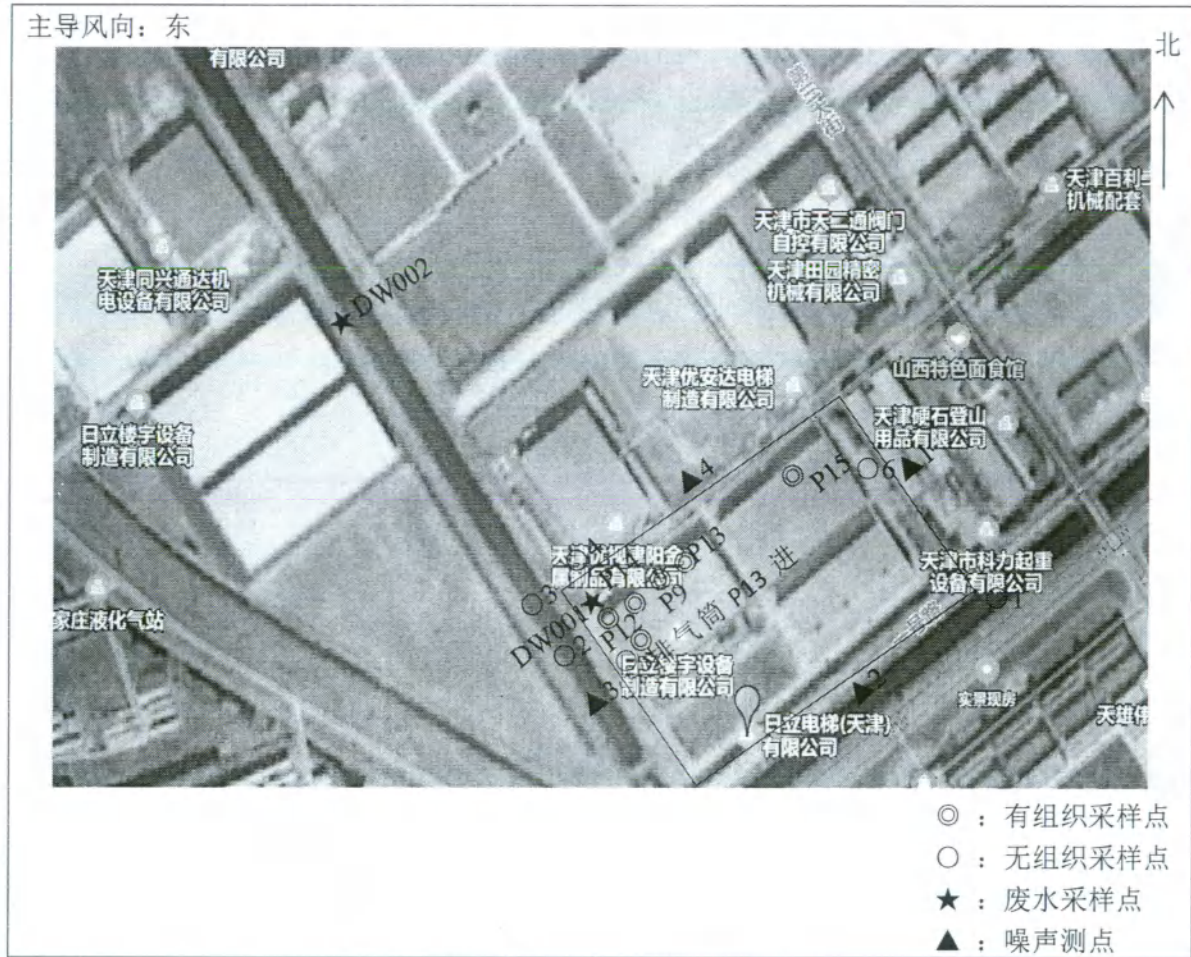 主导风向：东
北
有限公司
天津百利
机械配套
天津市天二通阀门
自控有限公司
天津田园精密
机械有限公司
天津同兴通达机
电设备有限公司
DW002
山西特色面食馆
天津优安达电梯
制造有限公司
天津硬石登山
用品有限公司
日立楼宇设备
制造有限公司
4
P15
6
1
P13
天津市科力起重
设备有限公司
3
P9
排气筒 P13 进
DW001
P12
2
1
家庄液化气站
日立楼宇设备
制造有限公司
3
2
实景现房
日立电梯(天津)
有限公司
天雄伟
◎ ：有组织采样点
○ ：无组织采样点
★ ：废水采样点
▲ ：噪声测点